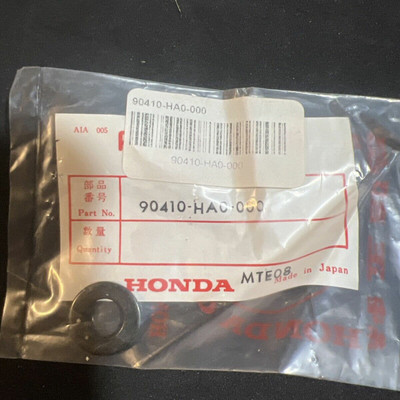 90410-HA0-000
90410-HA0-000
AIA 005
部品
番号
Part No.
90410-HA0-000
数量
Quantity
MTE08
HONDA
Made in Japan